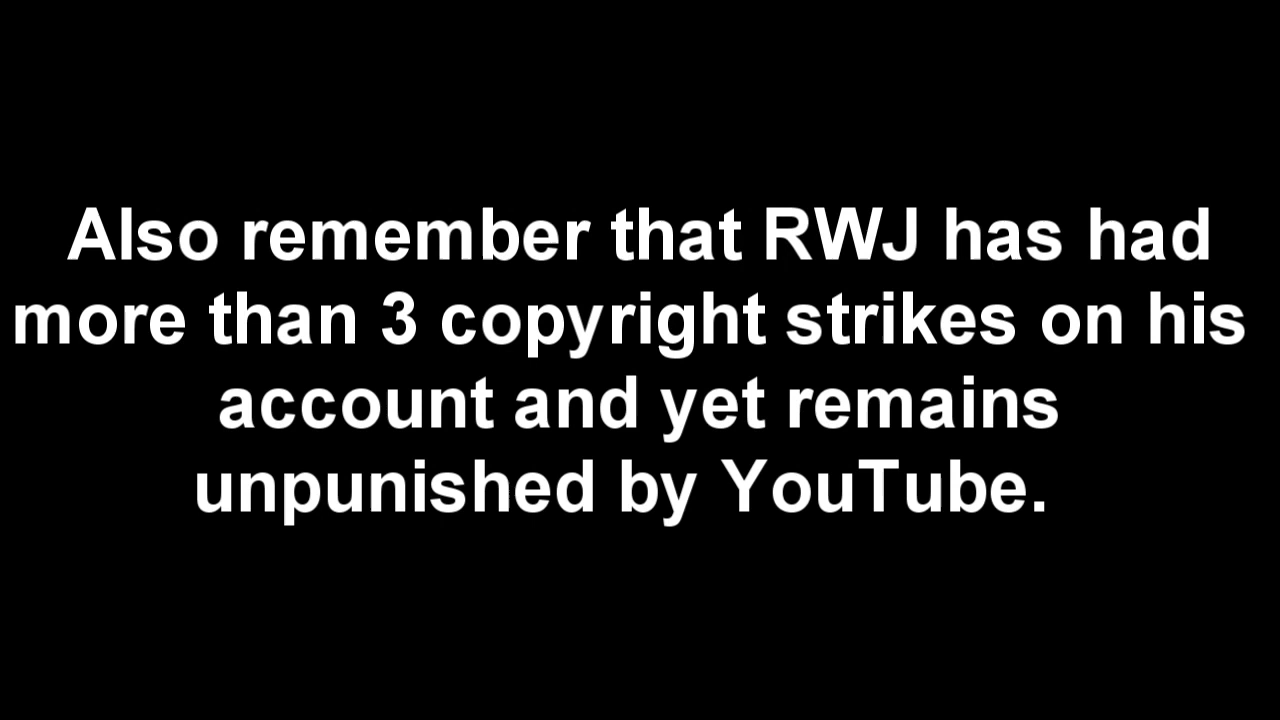 Also remember that RWJ has had
more than 3 copyright strikes on his
account and yet remains
unpunished by YouTube.